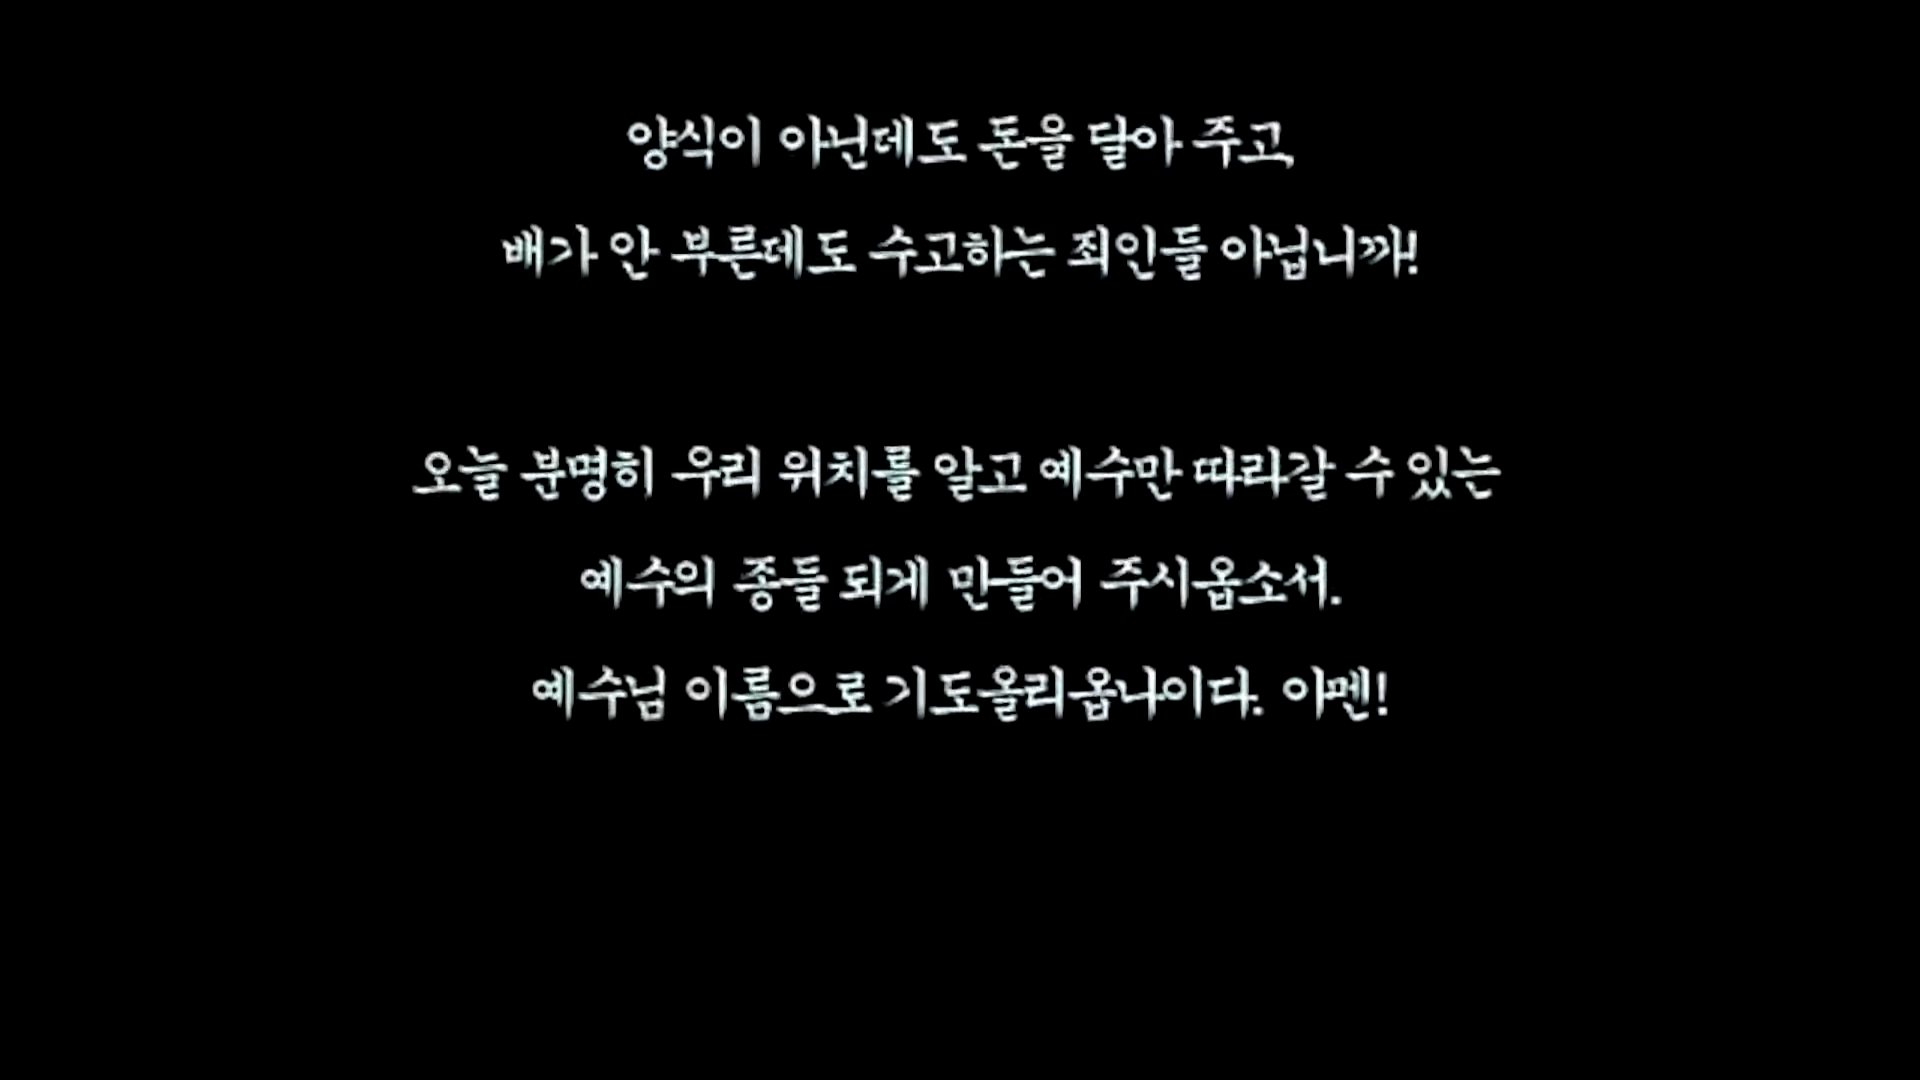 양식이 아닌데도 돈을 달아 주고,
배가 안 부른데도 수고하는 죄인들 아닙니까!
오늘 분명히 우리 위치를 알고 예수만 따라갈 수 있는
예수의 종들 되게 만들어 주시옵소서.
예수님 이름으로 기도올리옵나이다. 아멘!